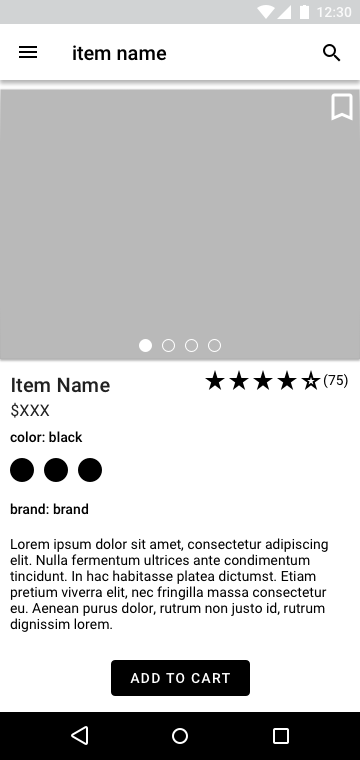 12:30
item name
Item Name
(75)
$XXX
color: black
brand: brand
Lorem ipsum dolor sit amet, consectetur adipiscing
elit. Nulla fermentum ultrices ante condimentum
tincidunt. In hac habitasse platea dictumst. Etiam
pretium viverra elit, nec fringilla massa consectetur
eu. Aenean purus dolor, rutrum non justo id, rutrum
dignissim lorem.
ADD TO CART